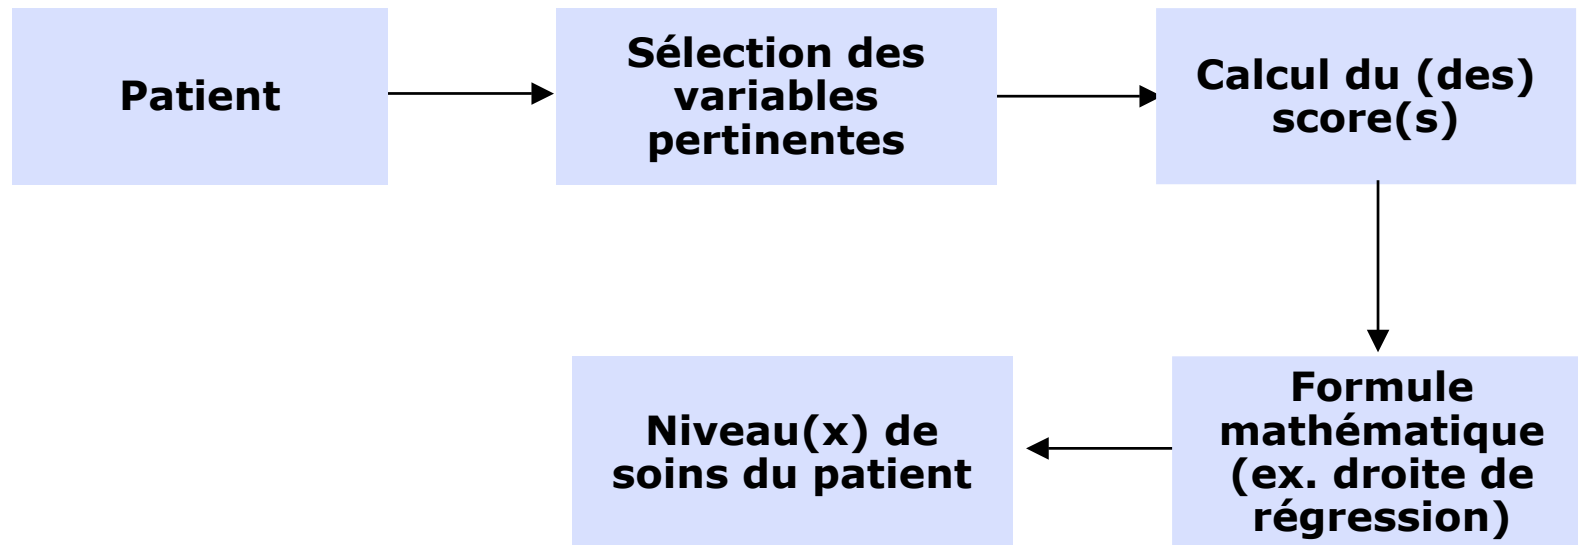 Patient
Sélection des
variables
pertinentes
Calcul du (des)
score(s)
Formule
mathématique
(ex. droite de
régression)
Niveau(x) de
soins du patient